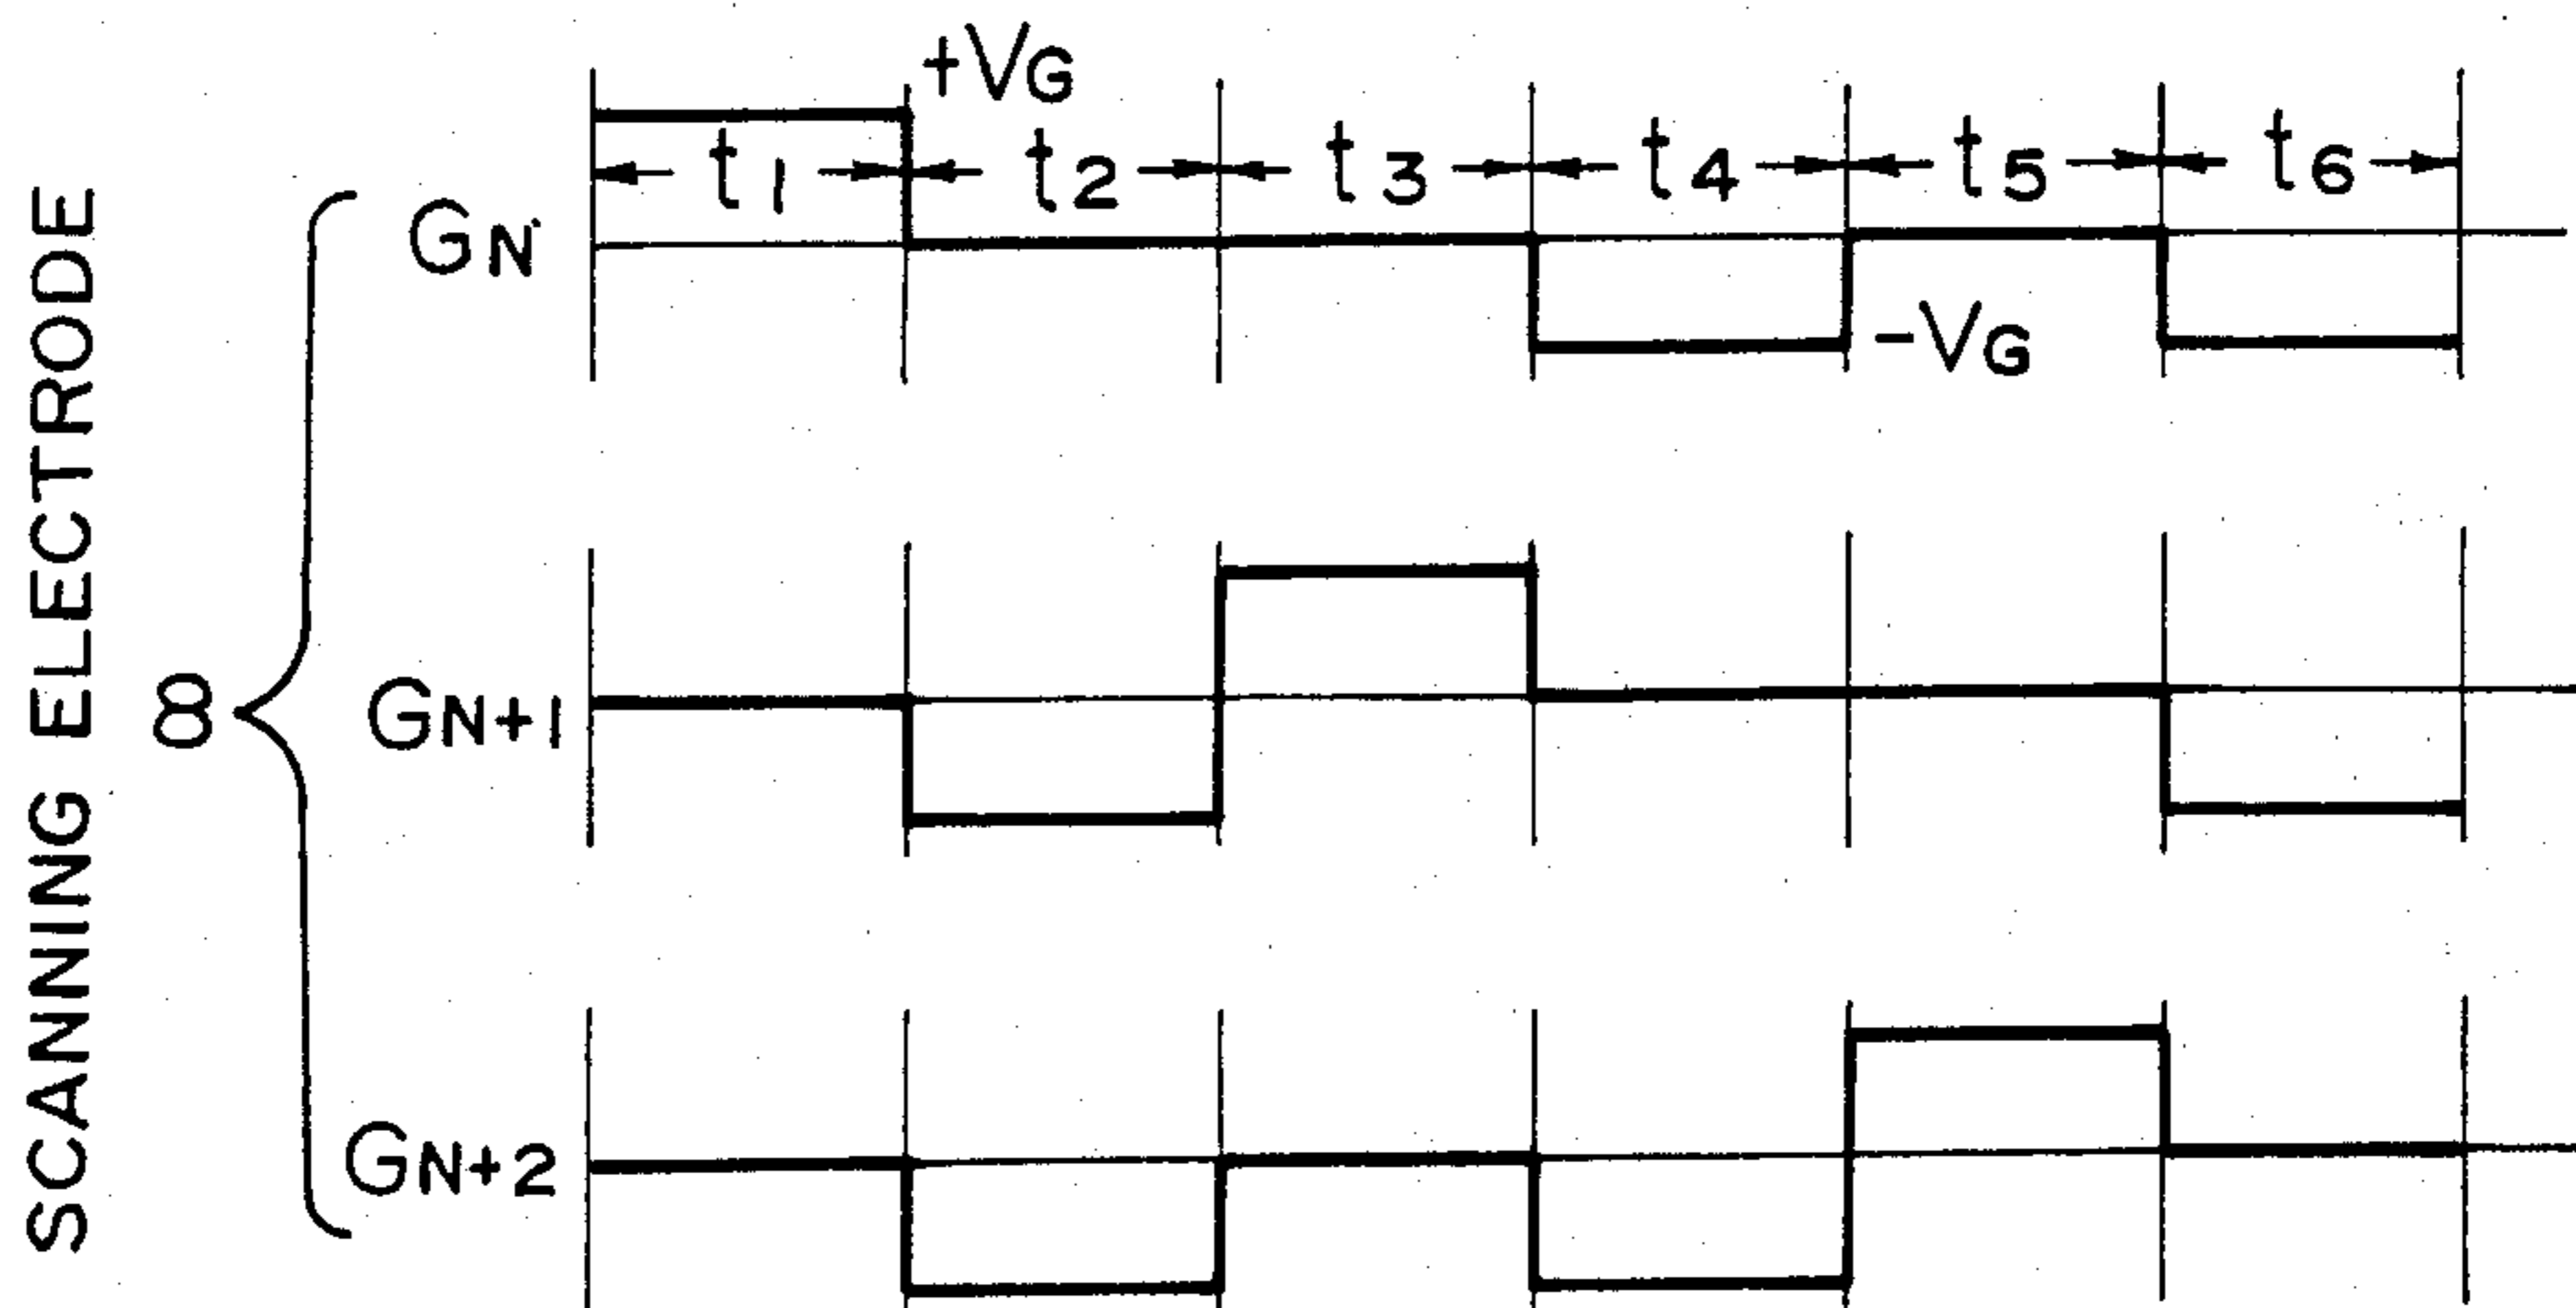 SCANNING ELECTRODE
8
+VG
t1 t2 t3 t4 t5 t6
GN
-VG
GN+1
GN+2